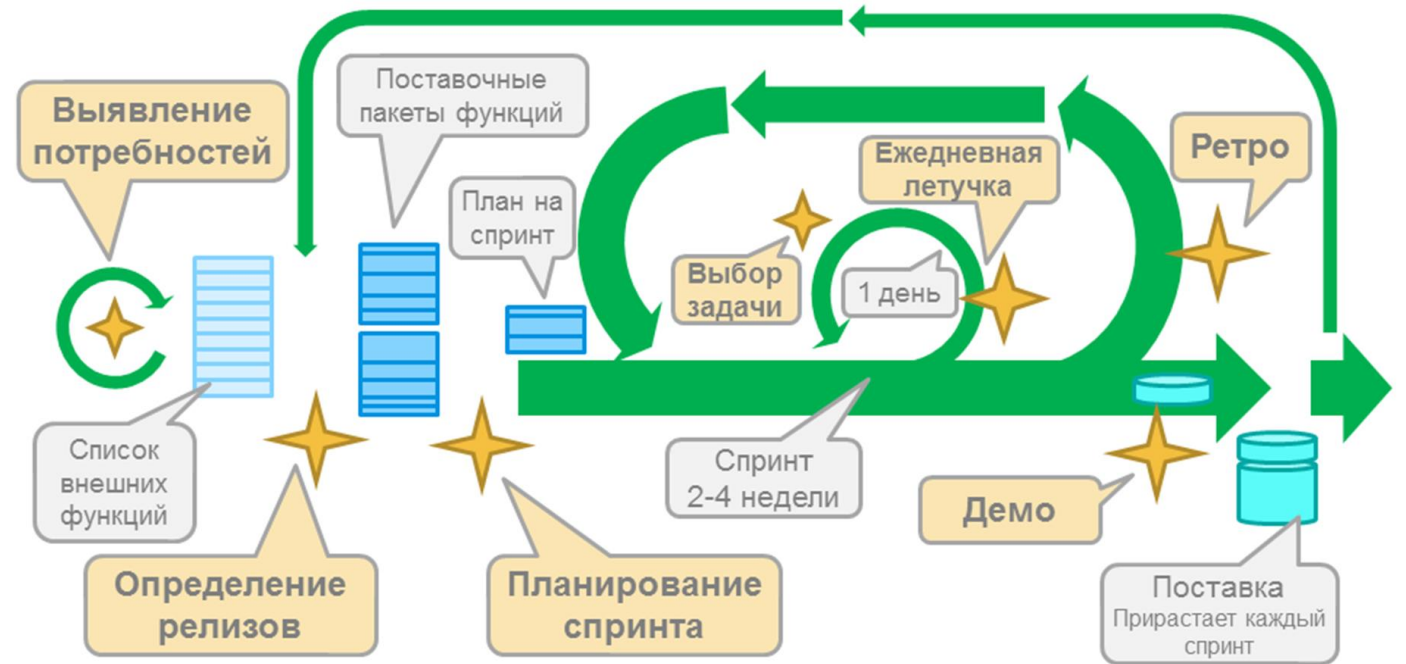 Выявление
потребностей
Поставочные
пакеты функций
План на
спринт
Ежедневная
летучка
Ретро
Выбор
задачи
1 день
Список
внешних
функций
Спринт
2-4 недели
Демо
Определение
релизов
Планирование
спринта
Поставка
Прирастает каждый
спринт